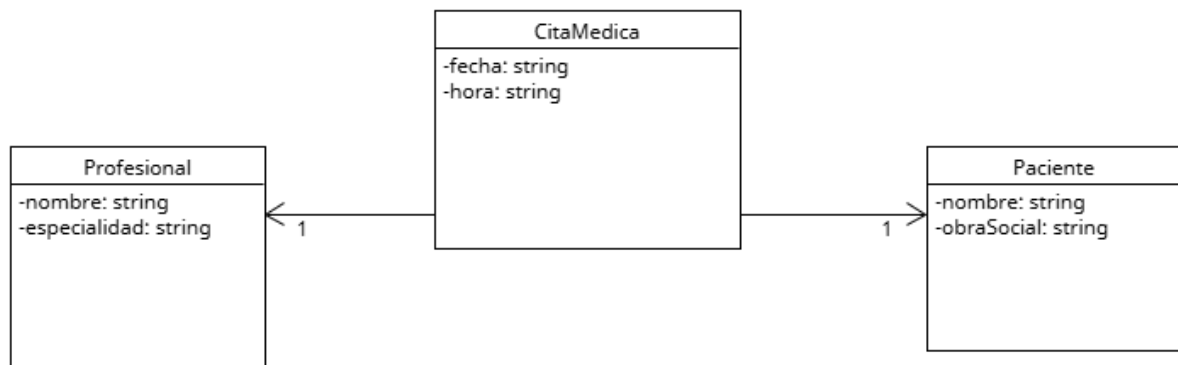 CitaMedica
-fecha: string
-hora: string
Profesional
-nombre: string
-especialidad: string
1
1
Paciente
-nombre: string
-obraSocial: string